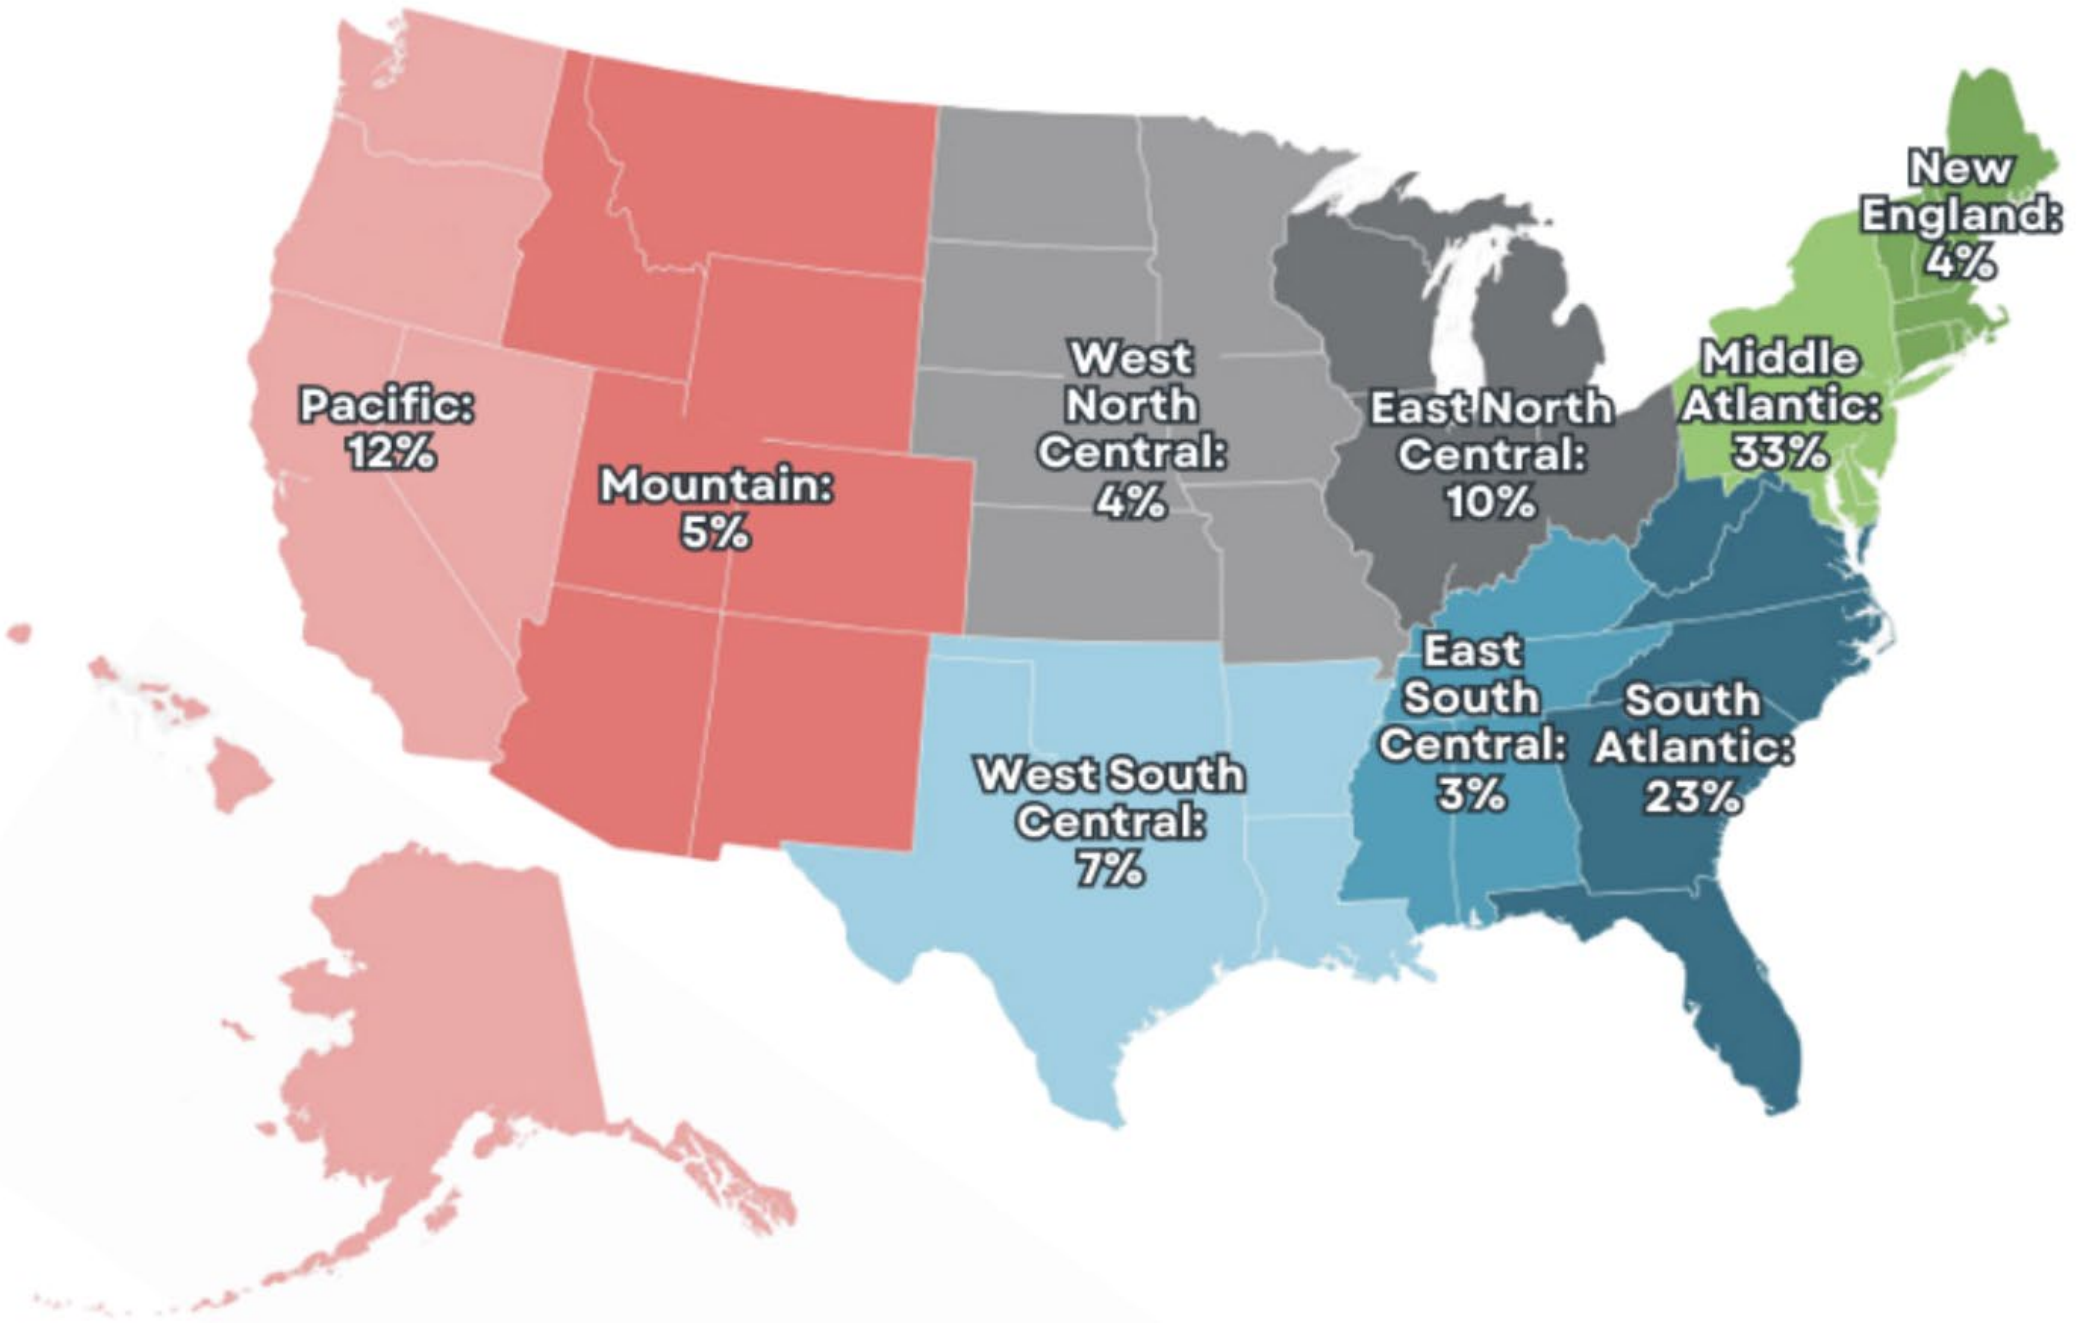 New
England:
4%
Middle
Atlantic:
33%
West
North
Central:
4%
East North
Central:
10%
Pacific:
12%
Mountain:
5%
East
South
Central:
3%
South
Atlantic:
23%
West South
Central:
7%